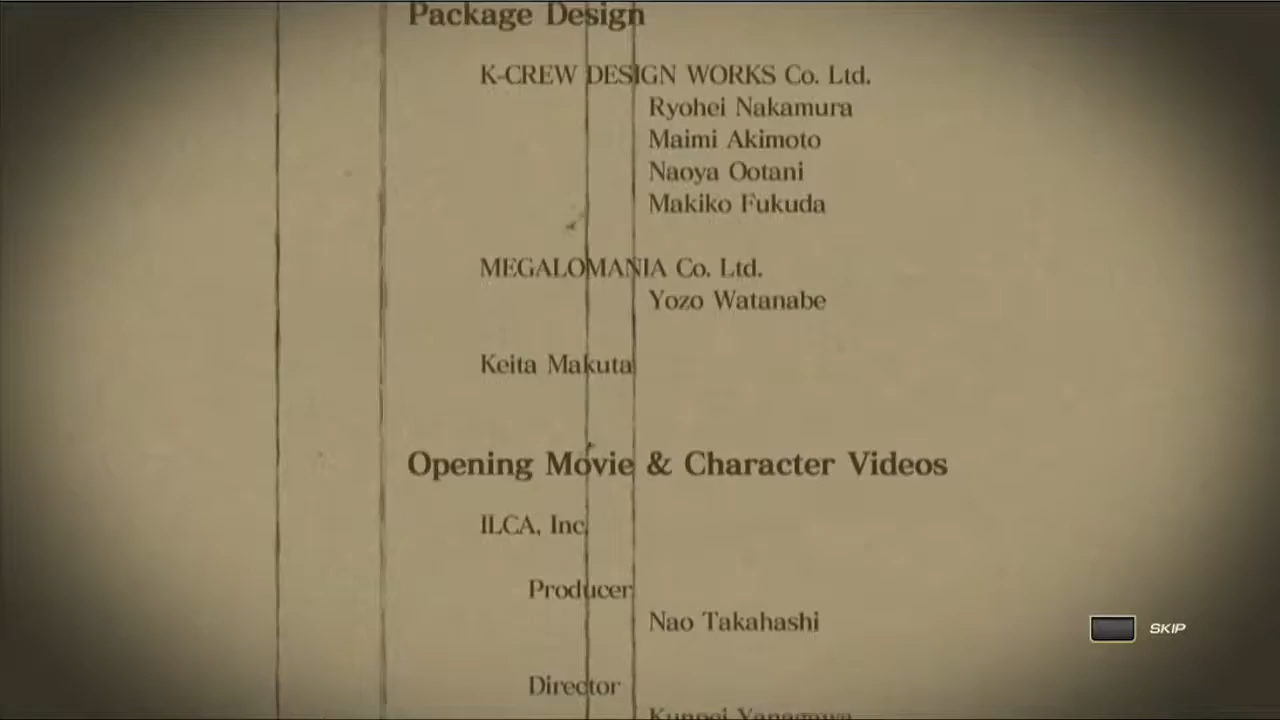 Package Design
K-CREW DESIGN WORKS Co. Ltd.
Ryohei Nakamura
Maimi Akimoto
Naoya Ootani
Makiko Fukuda
MEGALOMANIA Co. Ltd.
Yozo Watanabe
Keita Makuta
Opening Movie & Character Videos
ILCA, Inc.
Producer
Nao Takahashi
SKIP
Director